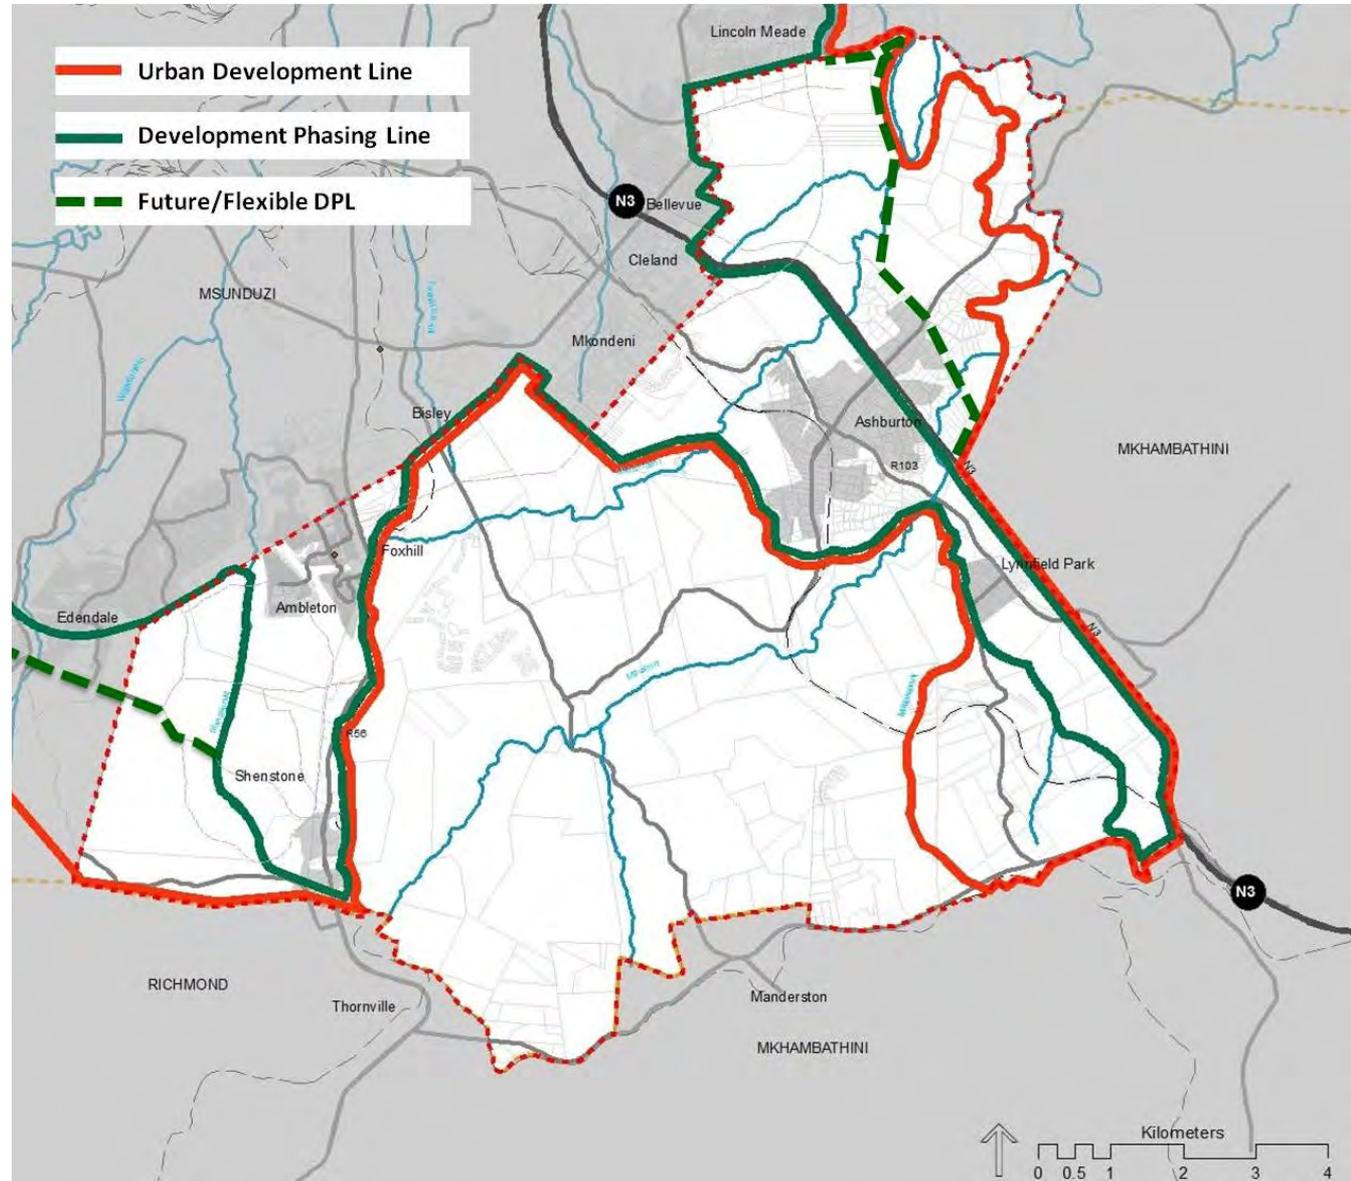 Lincoln Meade
Urban Development Line
Development Phasing Line
Future/Flexible DPL
N3
Bellevue
Cleland
MSUNDUZI
Mkondeni
Bisley
Ashburton
MKHAMBATHINI
R103
N3
Foxhill
Lynnfield Park
Ambleton
Edendale
N3
R56
Shenstone
N3
RICHMOND
Thornville
Manderston
MKHAMBATHINI
Kilometers
0 0.5 1 2 3 4